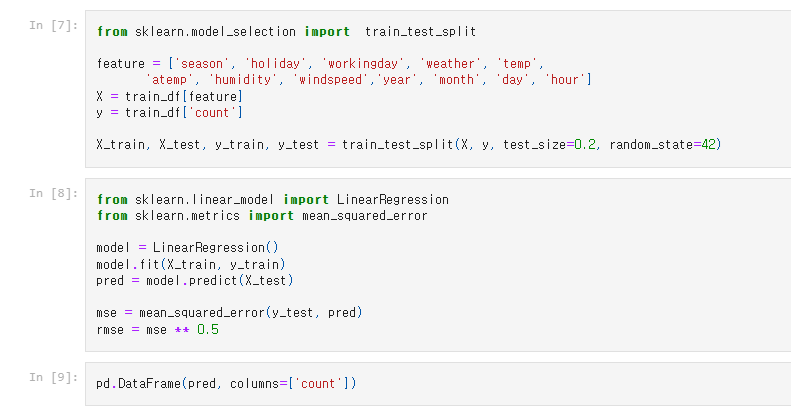 In [7]:
from sklearn.model_selection import  train_test_split
feature = ['season', 'holiday', 'workingday', 'weather', 'temp',
'atemp', 'humidity', 'windspeed','year', 'month', 'day', 'hour']
X = train_df[feature]
y = train_df['count']
X_train, X_test, y_train, y_test = train_test_split(X, y, test_size=0.2, random_state=42)
In [8]:
from sklearn.linear_model import LinearRegression
from sklearn.metrics import mean_squared_error
model = LinearRegression()
model.fit(X_train, y_train)
pred = model.predict(X_test)
mse = mean_squared_error(y_test, pred)
rmse = mse ** 0.5
In [9]:
pd.DataFrame(pred, columns=['count'])